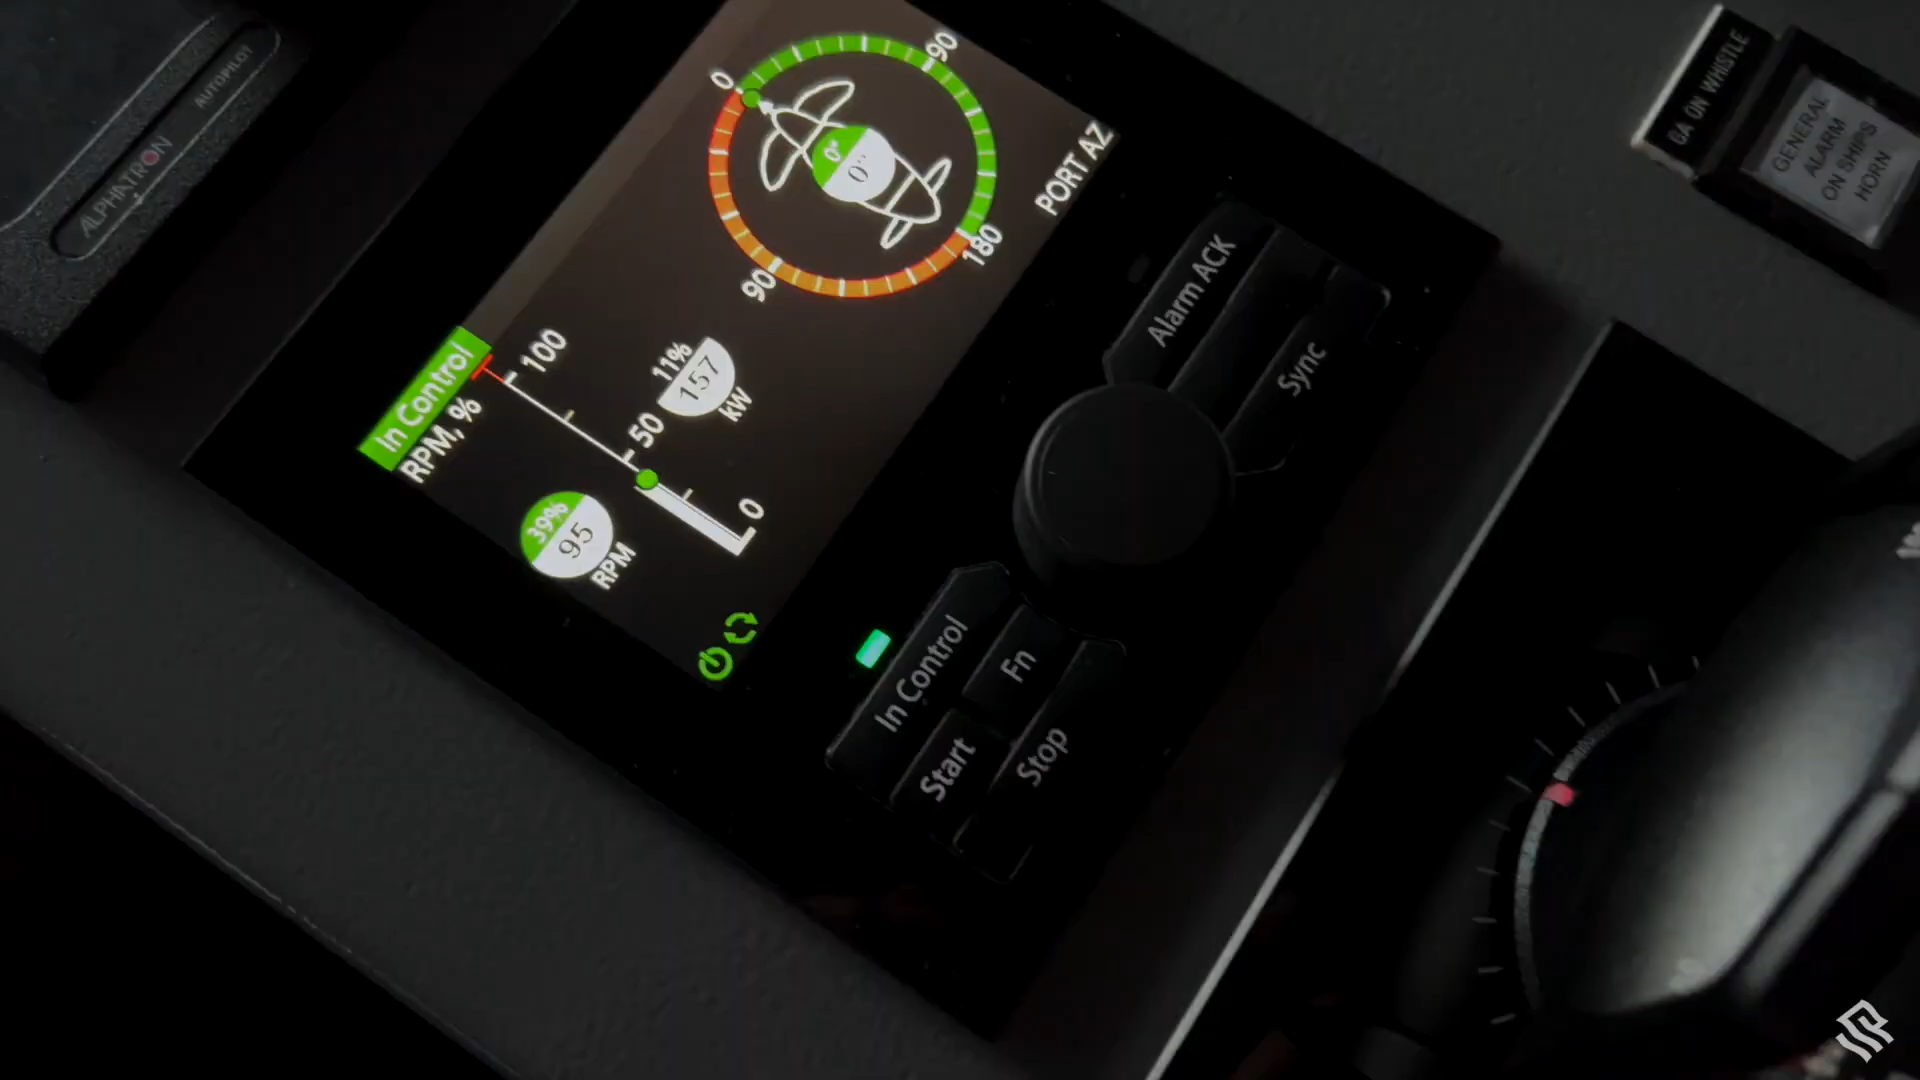 ALPHATRON
AUTOPILOT
In Control
RPM, %
100
50
0
39%
95
RPM
11%
157
kW
0
90
180
90
0°
0°
PORT AZ
Alarm ACK
Sync
In Control
Fn
Start
Stop
GA ON WHISTLE
GENERAL
ALARM
ON SHIPS
HORN